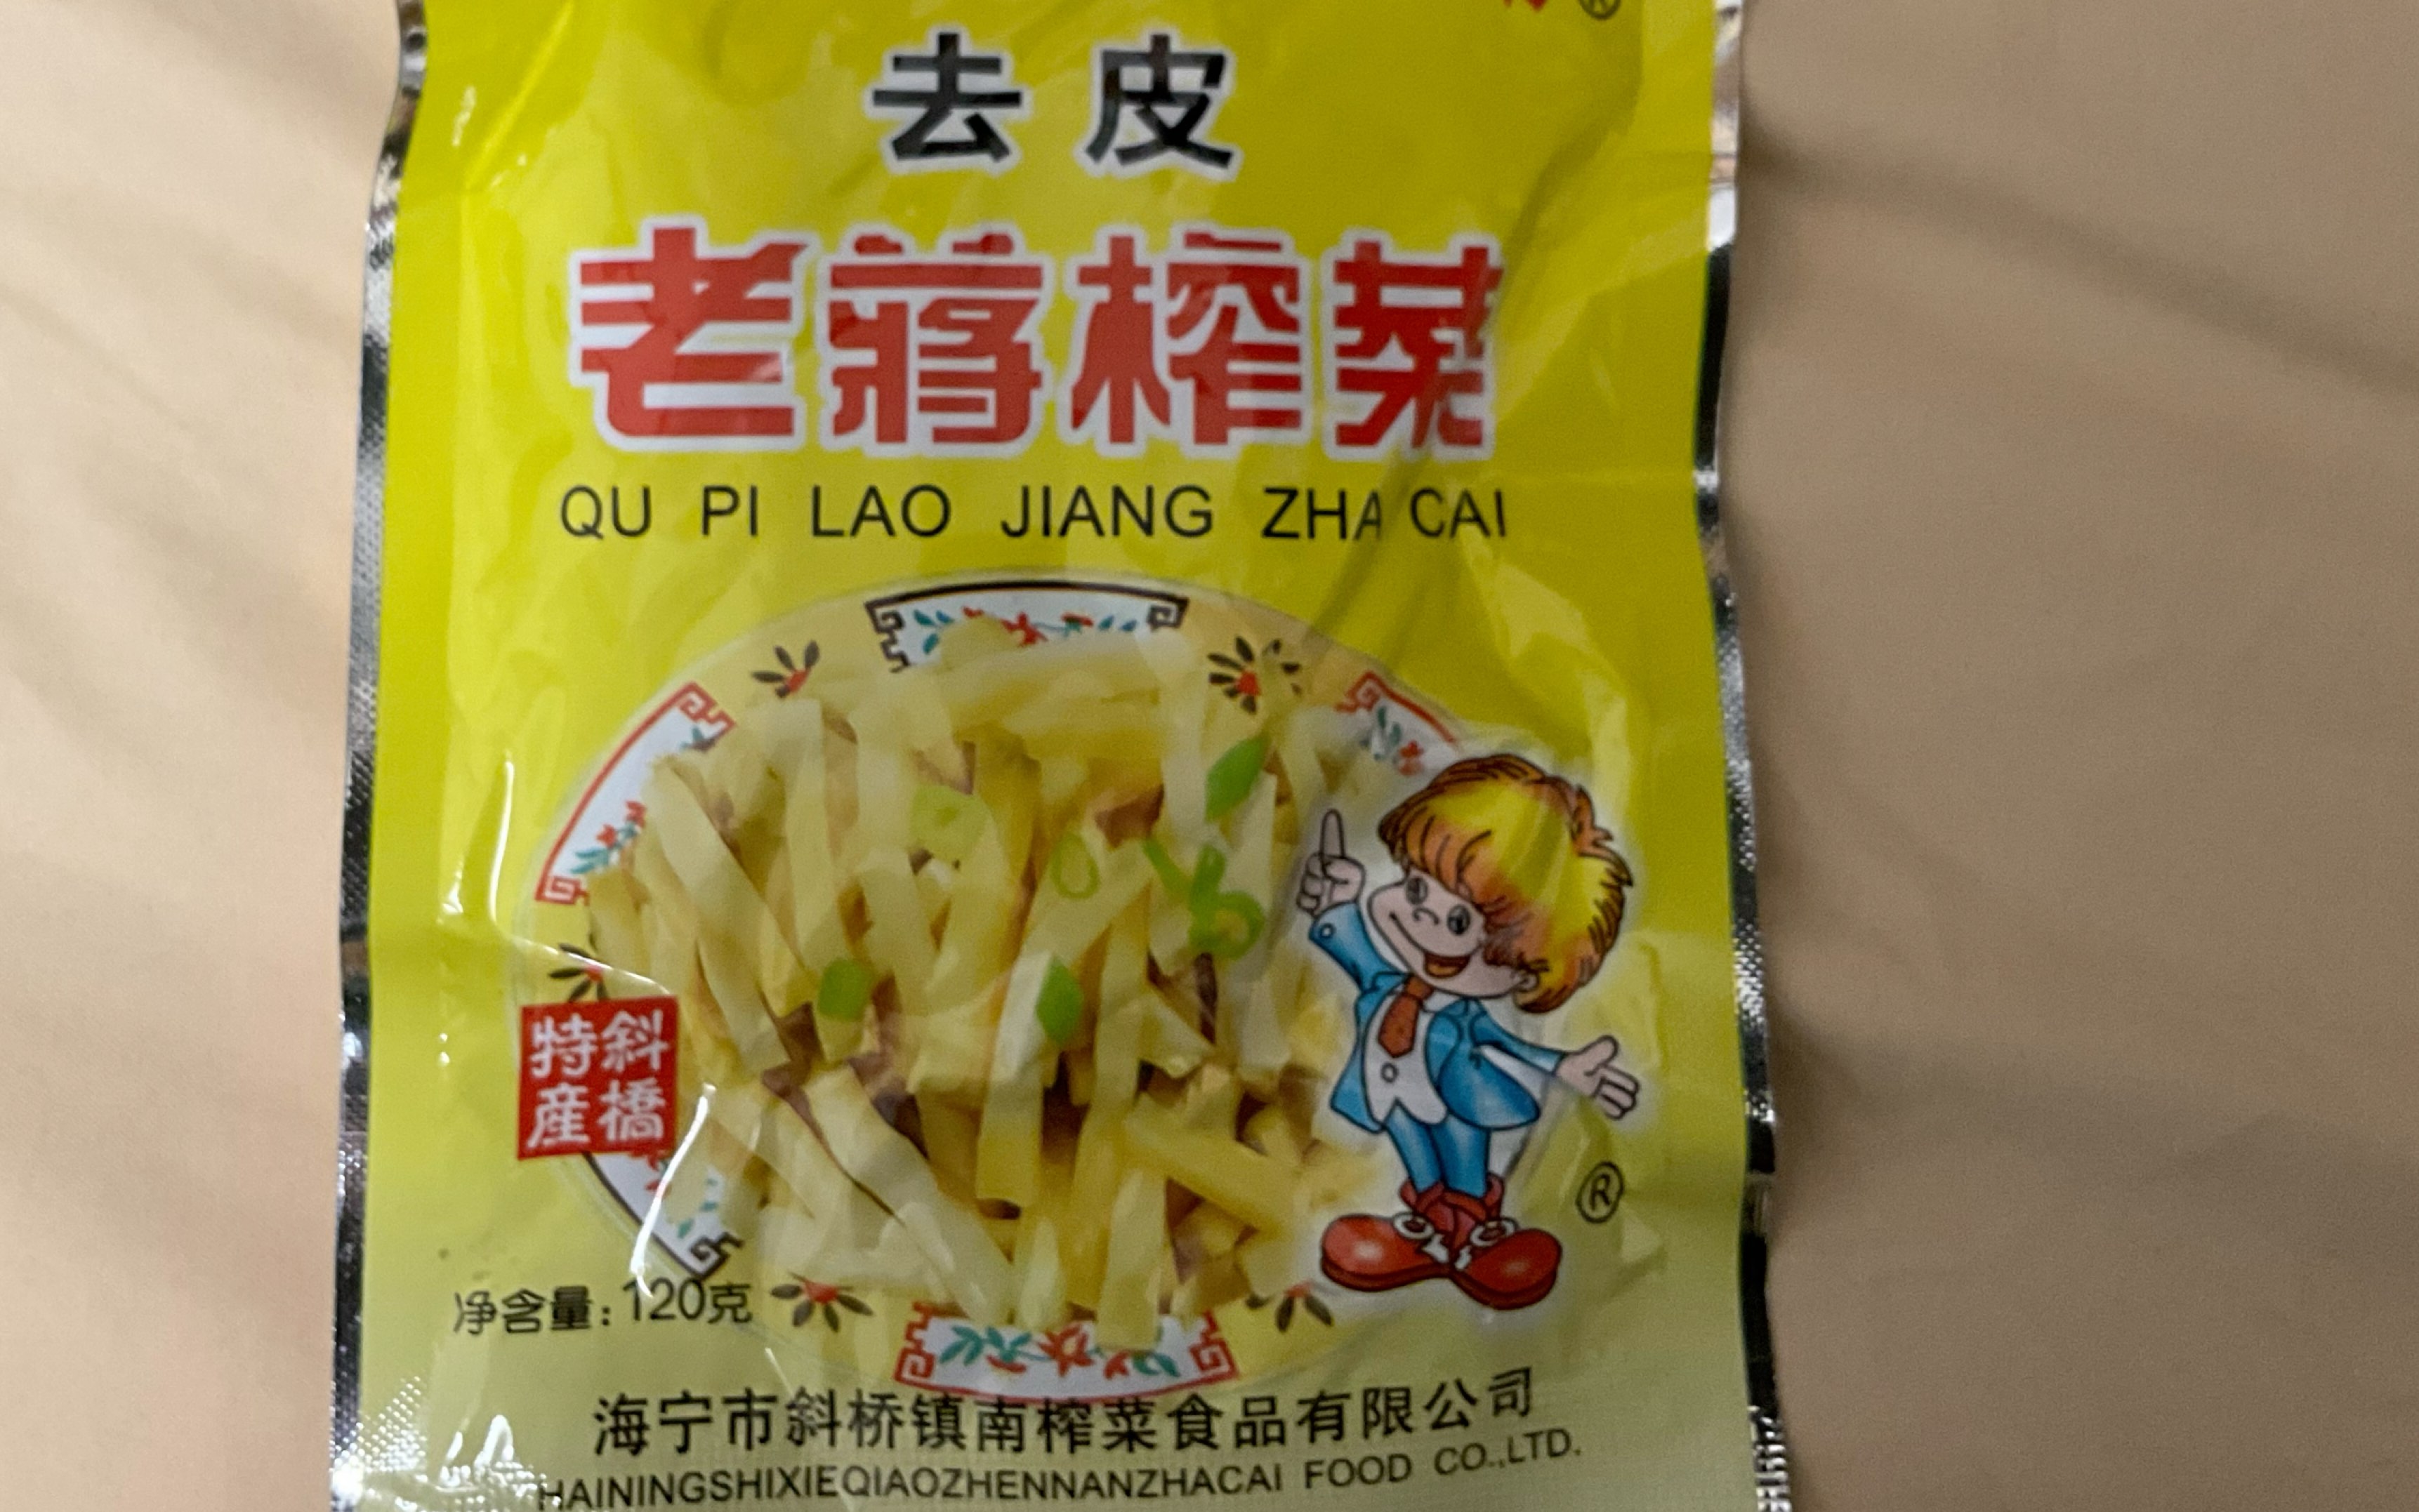 ®
去皮
老蒋榨菜
QU PI LAO JIANG ZHA CAI
斜橋
特産
®
净含量:120克
海宁市斜桥镇南榨菜食品有限公司
HAININGSHIXIEQIAOZHENNANZHACAI FOOD CO.,LTD.